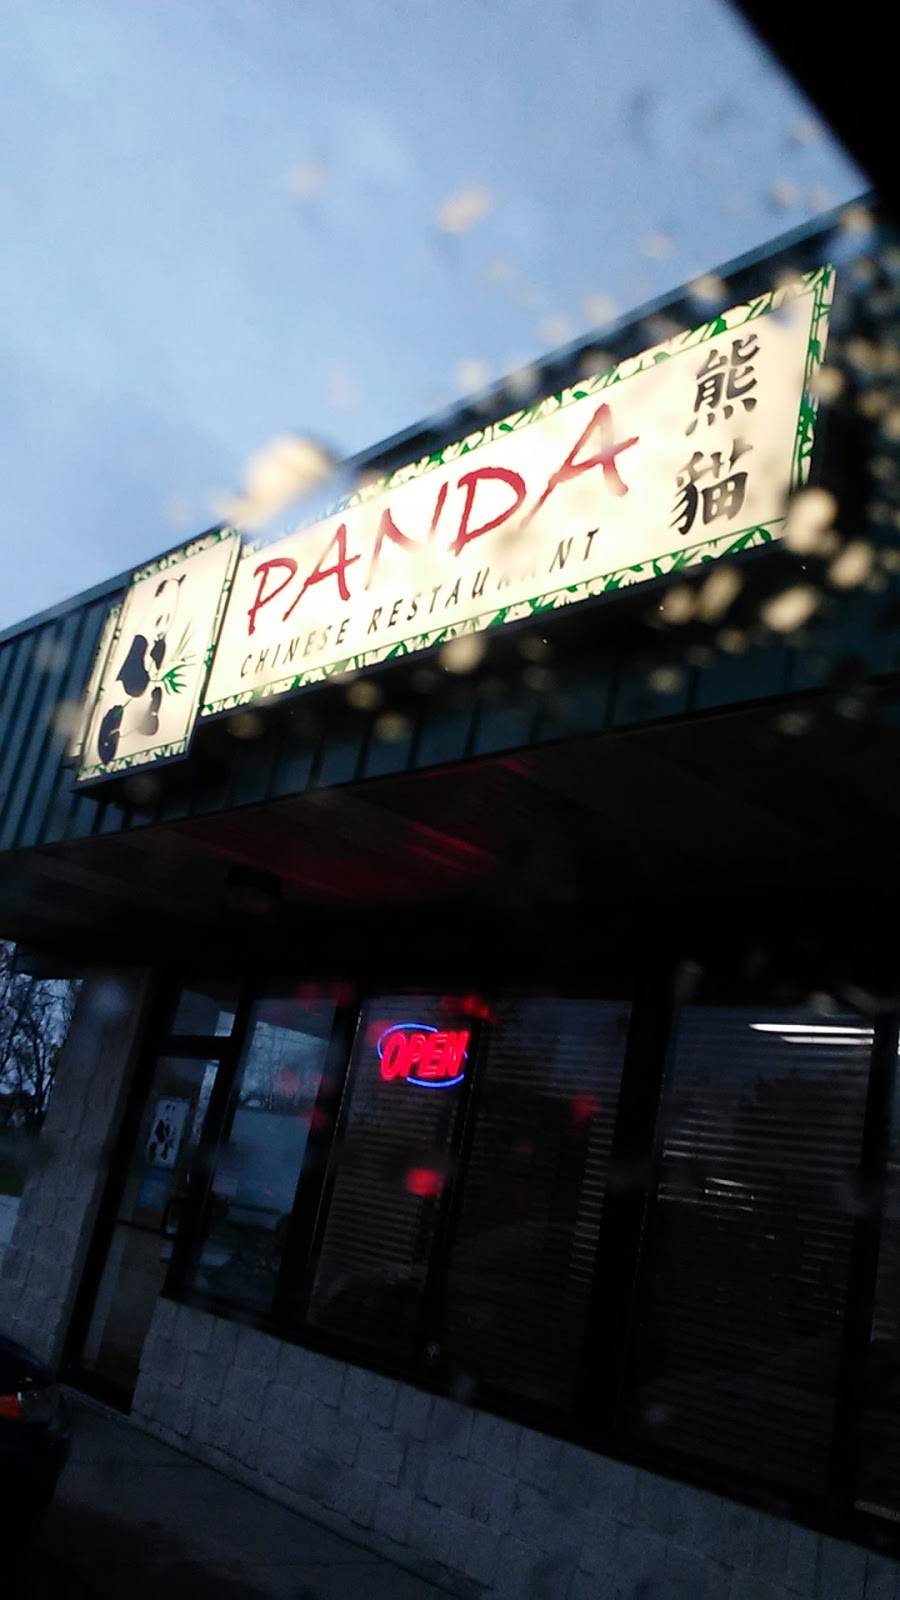 PANDA
CHINESE RESTAURANT
熊
貓
OPEN